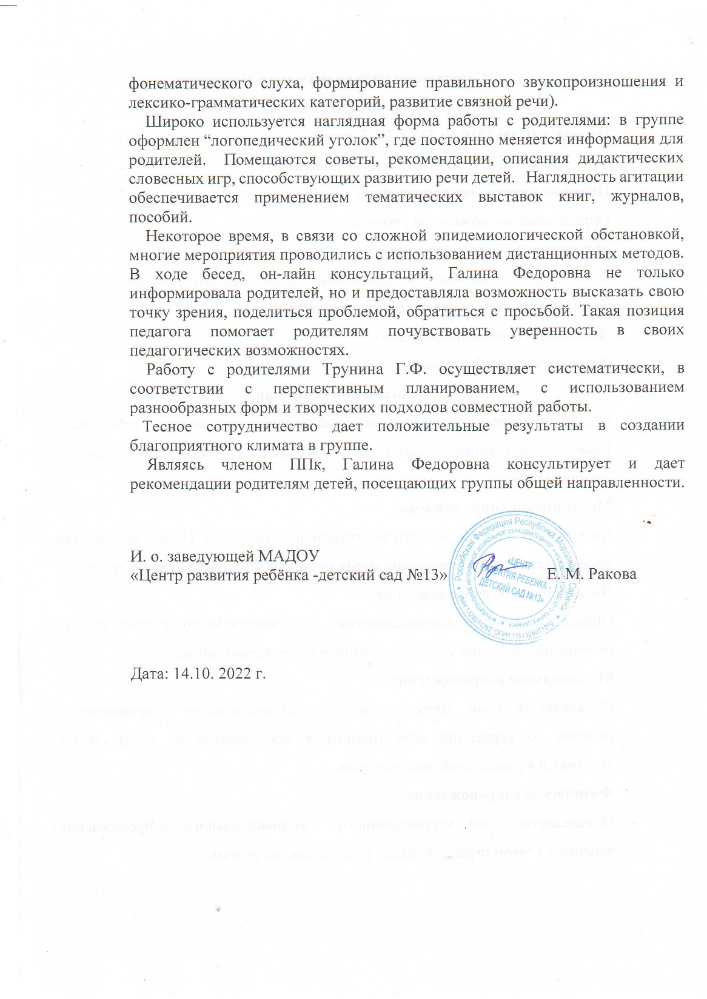 фонематического слуха, формирование правильного звукопроизношения и
лексико-грамматических категорий, развитие связной речи).
Широко используется наглядная форма работы с родителями: в группе
оформлен “логопедический уголок”, где постоянно меняется информация для
родителей. Помещаются советы, рекомендации, описания дидактических
словесных игр, способствующих развитию речи детей. Наглядность агитации
обеспечивается применением тематических выставок книг, журналов,
пособий.
Некоторое время, в связи со сложной эпидемиологической обстановкой,
многие мероприятия проводились с использованием дистанционных методов.
В ходе бесед, он-лайн консультаций, Галина Федоровна не только
информировала родителей, но и предоставляла возможность высказать свою
точку зрения, поделиться проблемой, обратиться с просьбой. Такая позиция
педагога помогает родителям почувствовать уверенность в своих
педагогических возможностях.
Работу с родителями Трунина Г.Ф. осуществляет систематически, в
соответствии с перспективным планированием, с использованием
разнообразных форм и творческих подходов совместной работы.
Тесное сотрудничество дает положительные результаты в создании
благоприятного климата в группе.
Являясь членом ППк, Галина Федоровна консультирует и дает
рекомендации родителям детей, посещающих группы общей направленности.
И. о. заведующей МАДОУ
«Центр развития ребёнка -детский сад №13» Е. М. Ракова
Российская Федерация Республика Мордовия г. Саранск
ИНН 1328011252 ОГРН 1151328001010
«ЦЕНТР
РАЗВИТИЯ РЕБЕНКА -
ДЕТСКИЙ САД №13»
Дата: 14.10. 2022 г.